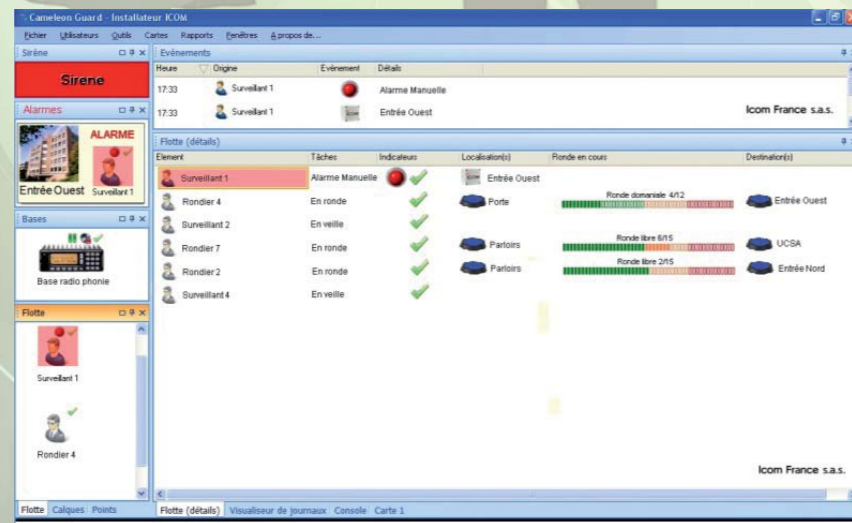 Cameleon Guard - Installateur ICOM
Fichier Utilisateurs Outils Cartes Rapports Fenêtres A propos de...
Sirène
Sirene
Alarmes
ALARME
Entrée Ouest Surveillant 1
Bases
Base radio phonie
Flotte
Surveillant 1
Rondier 4
Flotte Calques Points
Evénements
Heure Origine Evénement Détails
17:33 Surveillant 1 Alarme Manuelle
17:33 Surveillant 1 Entrée Ouest
Icom France s.a.s.
Flotte (détails)
Element Tâches Indicateurs Localisation(s) Ronde en cours Destination(s)
Surveillant 1 Alarme Manuelle Entrée Ouest
Rondier 4 En ronde Porte Ronde domaniale 4/12 Entrée Ouest
Surveillant 2 En veille
Rondier 7 En ronde Parloirs Ronde libre 6/15 UCSA
Rondier 2 En ronde Parloirs Ronde libre 2/15 Entrée Nord
Surveillant 4 En veille
Icom France s.a.s.
Flotte (détails) Visualiseur de journaux Console Carte 1